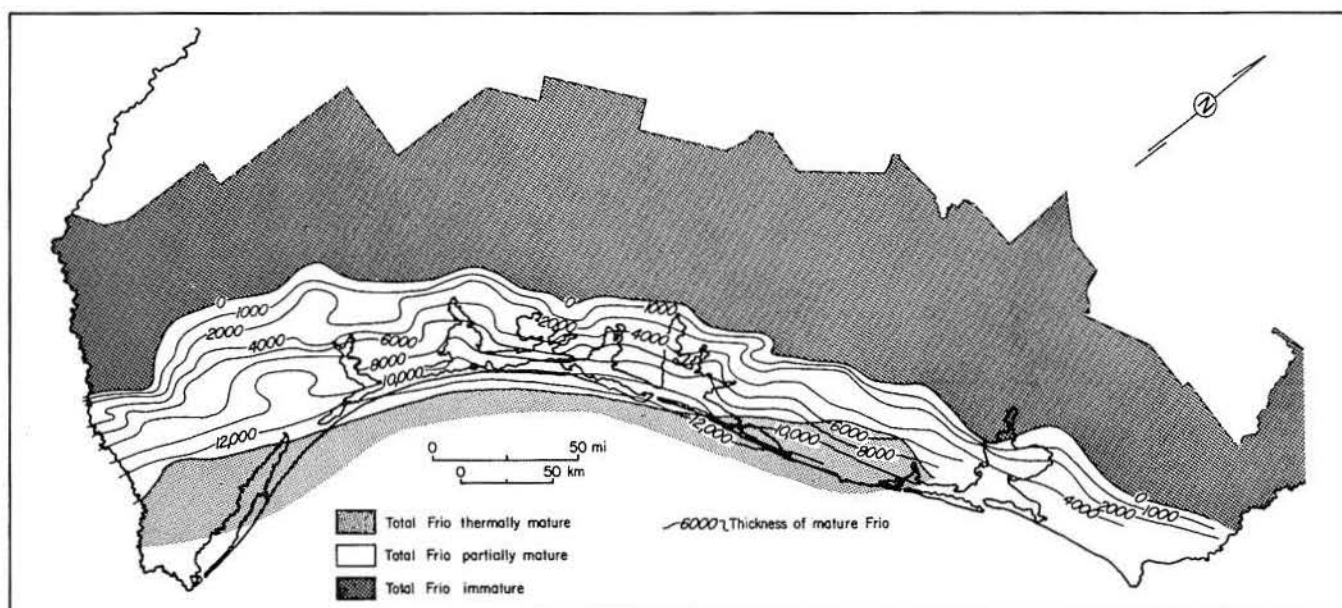 N
0
1000
2000
4000
6000
8000
10,000
12,000
0
1000
2000
4000
12,000
10,000
6000
8000
0
1000
2000
4000
0 50 mi
0 50 km
Total Frio thermally mature
Total Frio partially mature
Total Frio immature
6000 Thickness of mature Frio